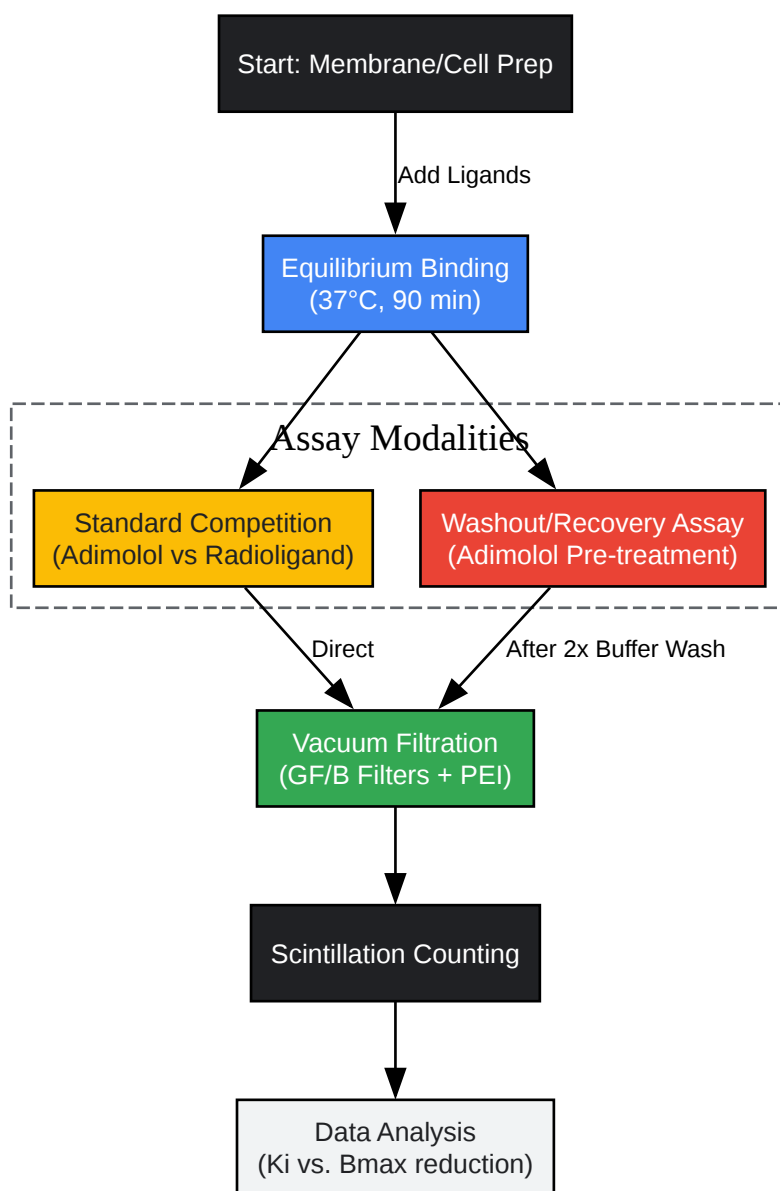 Start: Membrane/Cell Prep
Add Ligands
Equilibrium Binding
(37°C, 90 min)
Assay Modalities
Standard Competition
(Adimolol vs Radioligand)
Washout/Recovery Assay
(Adimolol Pre-treatment)
Direct
After 2x Buffer Wash
Vacuum Filtration
(GF/B Filters + PEI)
Scintillation Counting
Data Analysis
(Ki vs. Bmax reduction)